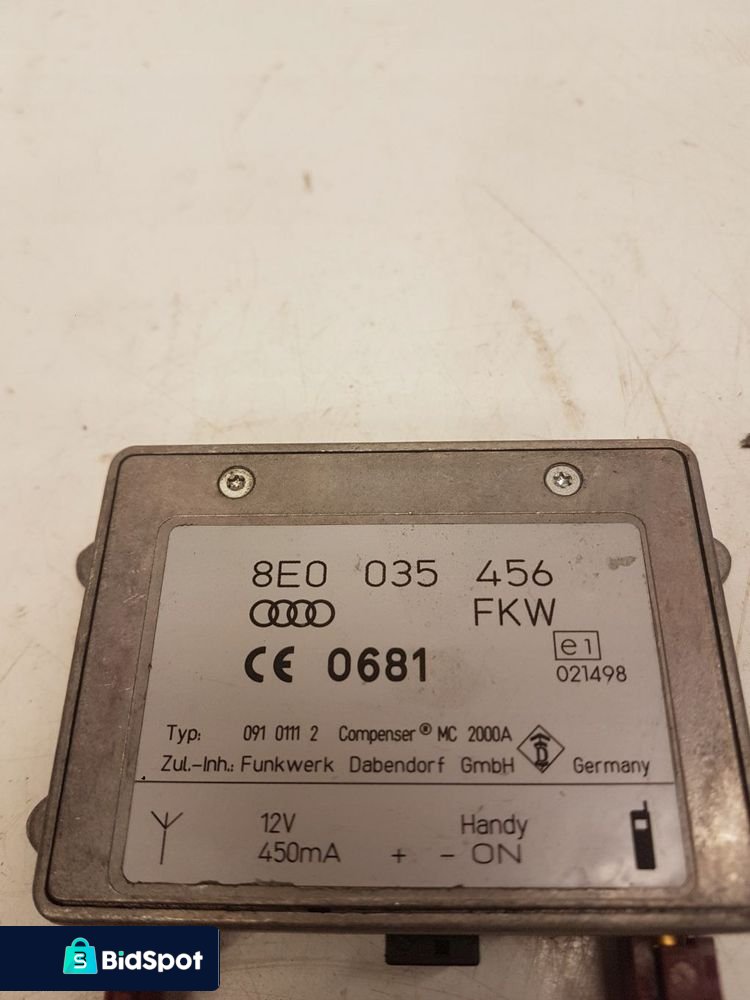 8E0 035 456
FKW
CE 0681
e1
021498
Typ: 091 0111 2 Compenser® MC 2000A
D
Zul.-Inh.: Funkwerk Dabendorf GmbH Germany
12V Handy
450mA + - ON
BidSpot